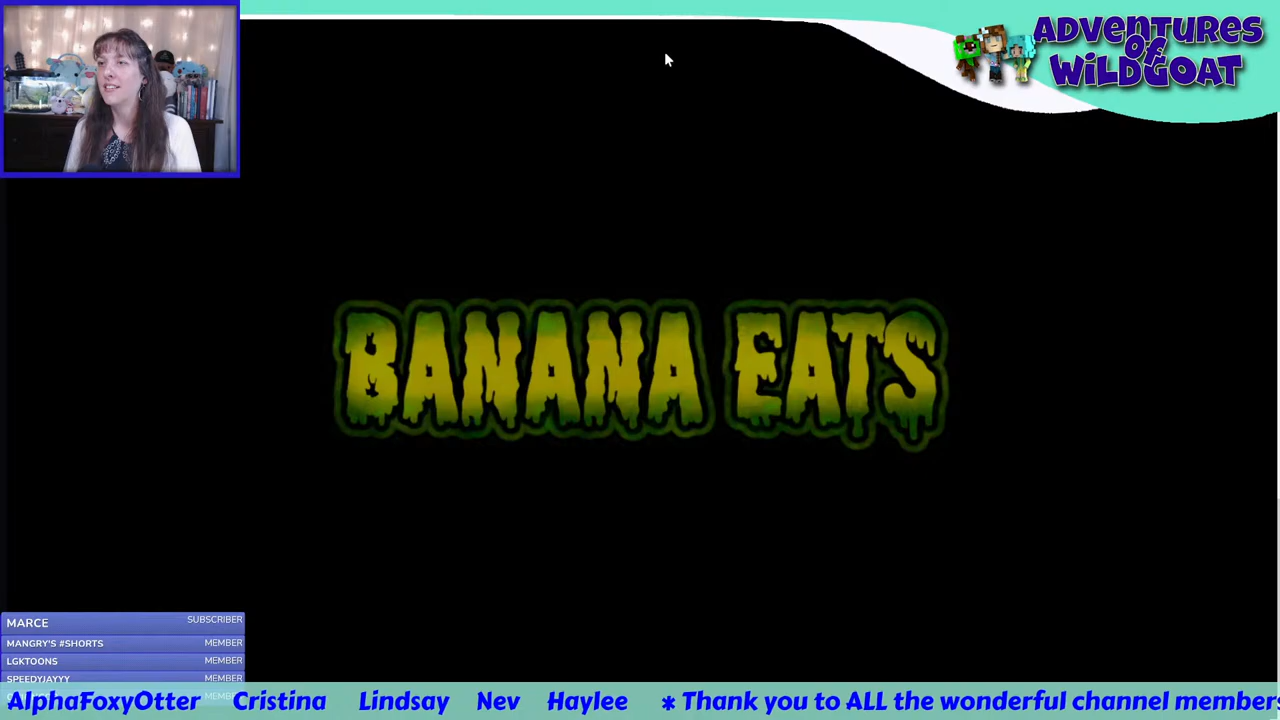 ADVENTURES
OF
WILDGOAT
BANANA EATS
MARCE SUBSCRIBER
MANGRY'S #SHORTS MEMBER
LGKTOONS MEMBER
SPEEDYJAYYY MEMBER
AlphaFoxyOtter Cristina Lindsay Nev Haylee * Thank you to ALL the wonderful channel members